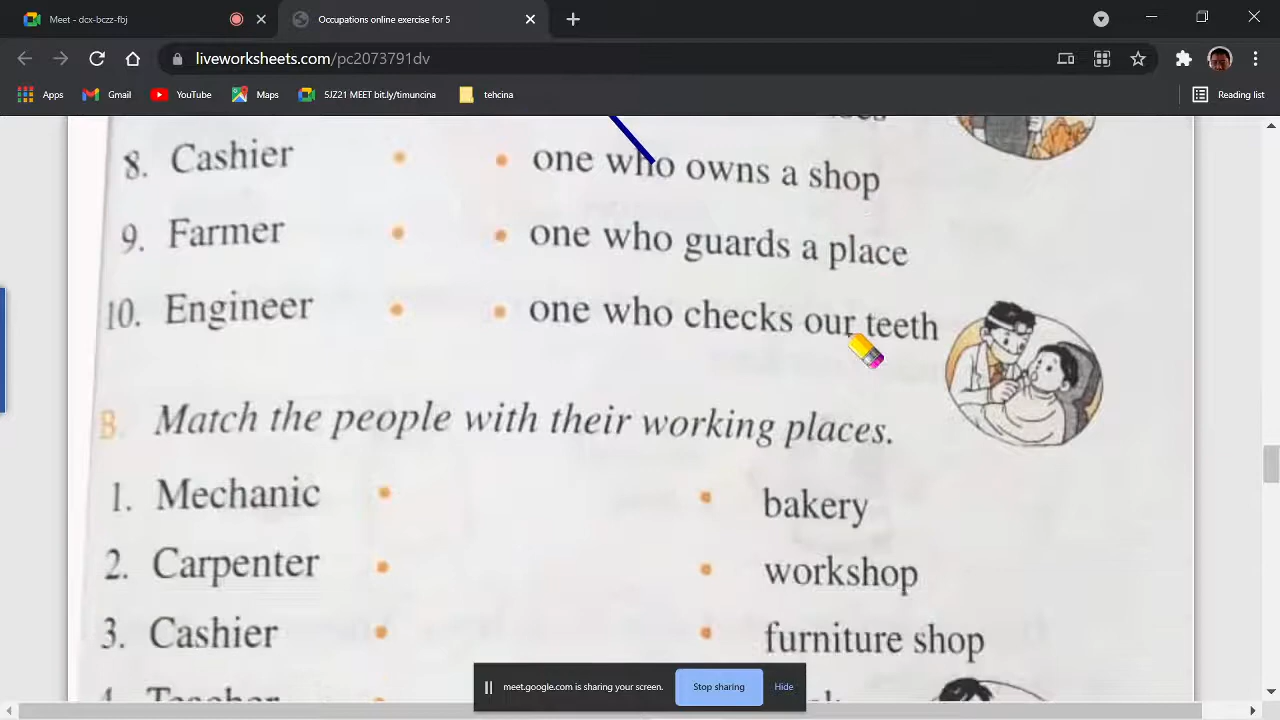 Meet - dcx-bczz-fbj
Occupations online exercise for 5
liveworksheets.com/pc2073791dv
Apps Gmail YouTube Maps 5JZ21 MEET bit.ly/timuncina tehcina Reading list
8. Cashier one who owns a shop
9. Farmer one who guards a place
10. Engineer one who checks our teeth
B. Match the people with their working places.
1. Mechanic bakery
2. Carpenter workshop
3. Cashier furniture shop
4. Teacher
meet.google.com is sharing your screen. Stop sharing Hide